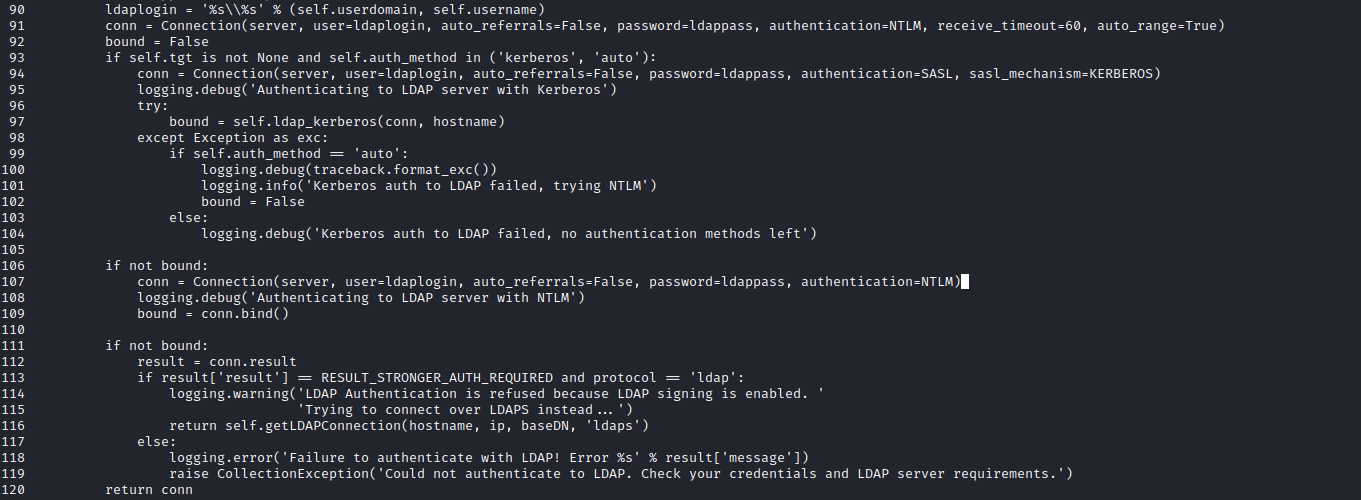 90          ldaplogin = '%s\\%s' % (self.userdomain, self.username)
91          conn = Connection(server, user=ldaplogin, auto_referrals=False, password=ldappass, authentication=NTLM, receive_timeout=60, auto_range=True)
92          bound = False
93          if self.tgt is not None and self.auth_method in ('kerberos', 'auto'):
94              conn = Connection(server, user=ldaplogin, auto_referrals=False, password=ldappass, authentication=SASL, sasl_mechanism=KERBEROS)
95              logging.debug('Authenticating to LDAP server with Kerberos')
96              try:
97                  bound = self.ldap_kerberos(conn, hostname)
98              except Exception as exc:
99                  if self.auth_method == 'auto':
100                     logging.debug(traceback.format_exc())
101                     logging.info('Kerberos auth to LDAP failed, trying NTLM')
102                     bound = False
103                 else:
104                     logging.debug('Kerberos auth to LDAP failed, no authentication methods left')
105
106         if not bound:
107             conn = Connection(server, user=ldaplogin, auto_referrals=False, password=ldappass, authentication=NTLM)
108             logging.debug('Authenticating to LDAP server with NTLM')
109             bound = conn.bind()
110
111         if not bound:
112             result = conn.result
113             if result['result'] == RESULT_STRONGER_AUTH_REQUIRED and protocol == 'ldap':
114                 logging.warning('LDAP Authentication is refused because LDAP signing is enabled. '
115                                 'Trying to connect over LDAPS instead...')
116                 return self.getLDAPConnection(hostname, ip, baseDN, 'ldaps')
117             else:
118                 logging.error('Failure to authenticate with LDAP! Error %s' % result['message'])
119                 raise CollectionException('Could not authenticate to LDAP. Check your credentials and LDAP server requirements.')
120         return conn